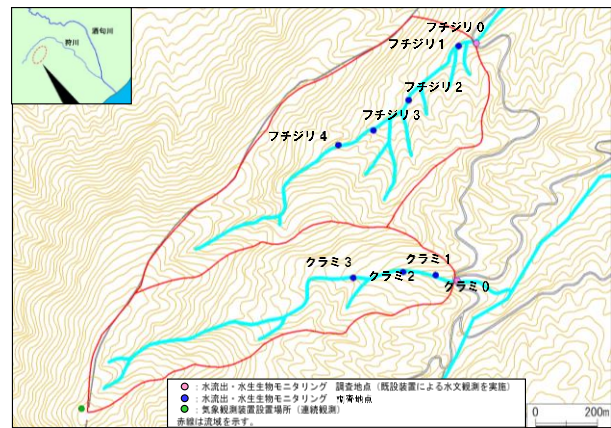 酒匂川
狩川
フチジリ 0
フチジリ 1
フチジリ 2
フチジリ 3
フチジリ 4
クラミ 3
クラミ 1
クラミ 2
クラミ 0
：水流出・水生生物モニタリング 調査地点（既設装置による水文観測を実施）
：水流出・水生生物モニタリング 調査地点
：気象観測装置設置場所（連続観測）
赤線は流域を示す。
0 200m